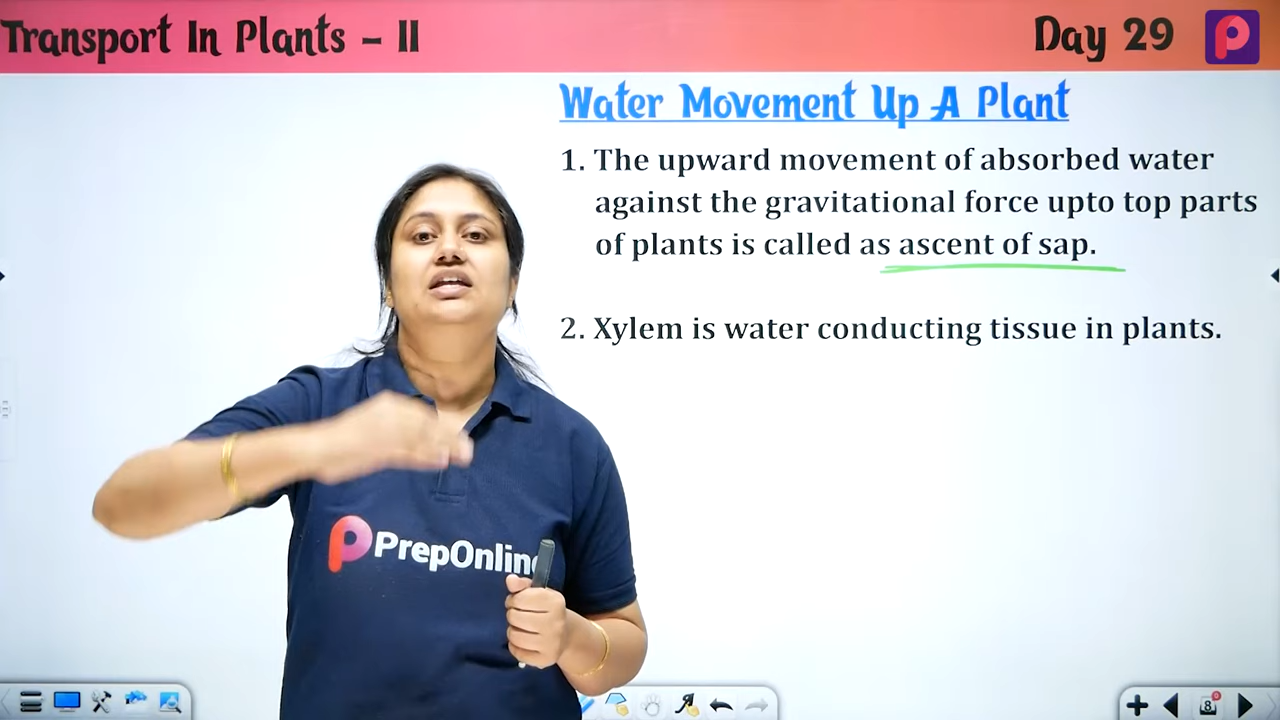 Transport In Plants - II
Day 29
Water Movement Up A Plant
1. The upward movement of absorbed water
against the gravitational force upto top parts
of plants is called as ascent of sap.
2. Xylem is water conducting tissue in plants.
PrepOnline
8